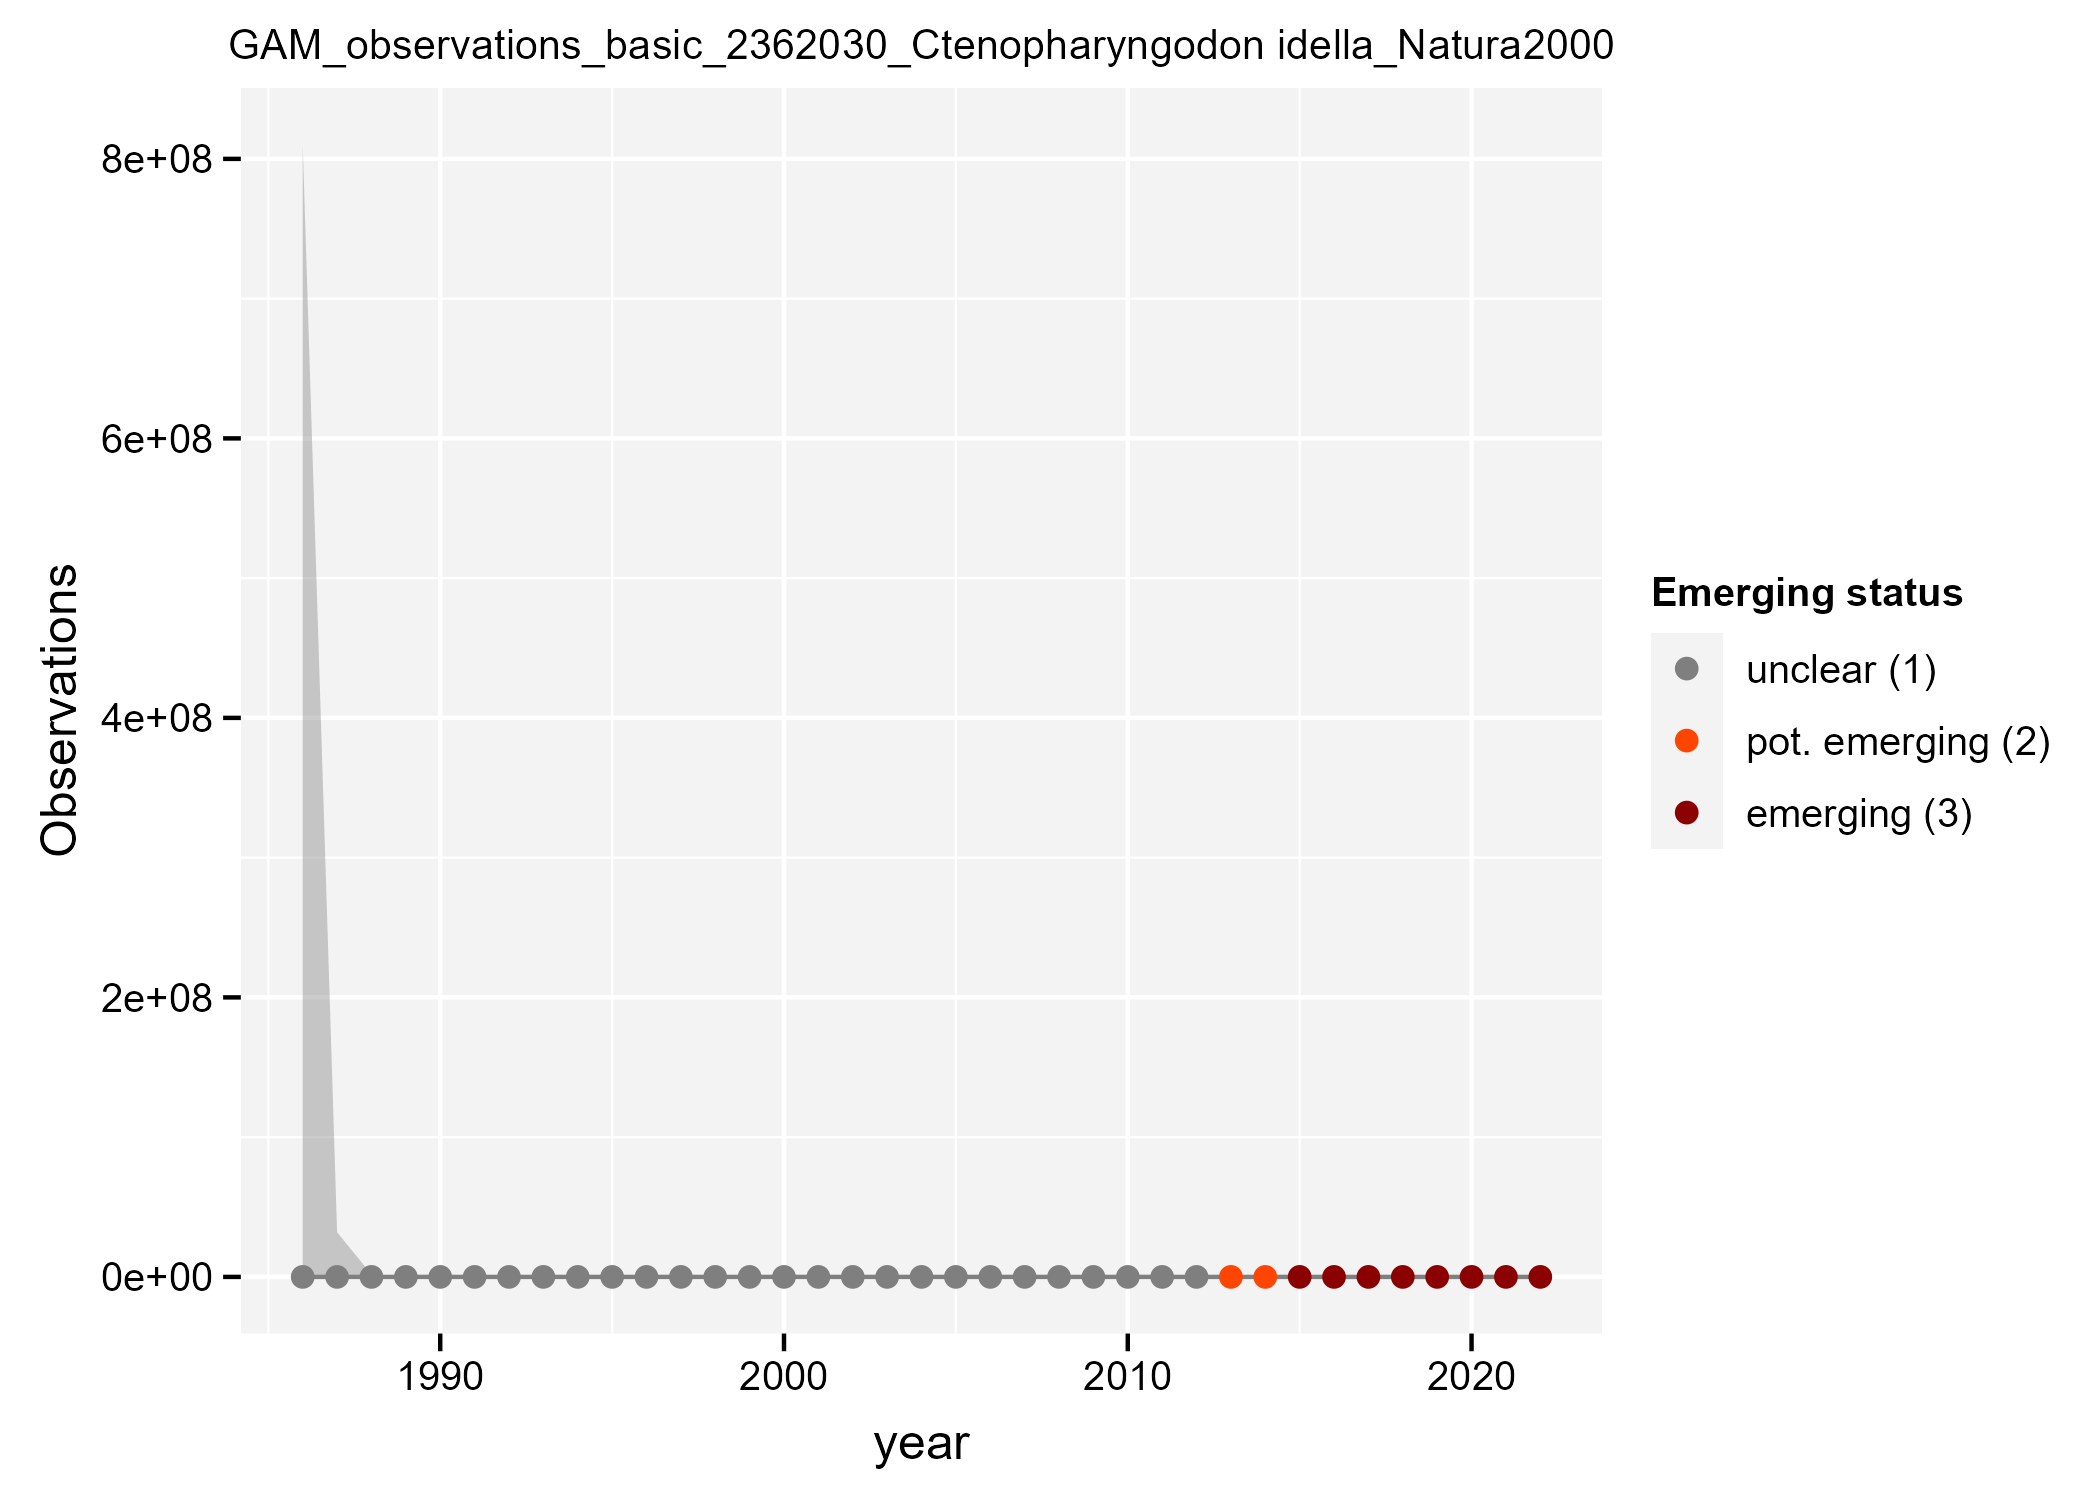 GAM_observations_basic_2362030_Ctenopharyngodon idella_Natura2000
8e+08
6e+08
4e+08
2e+08
0e+00
Observations
1990 2000 2010 2020
year
Emerging status
unclear (1)
pot. emerging (2)
emerging (3)